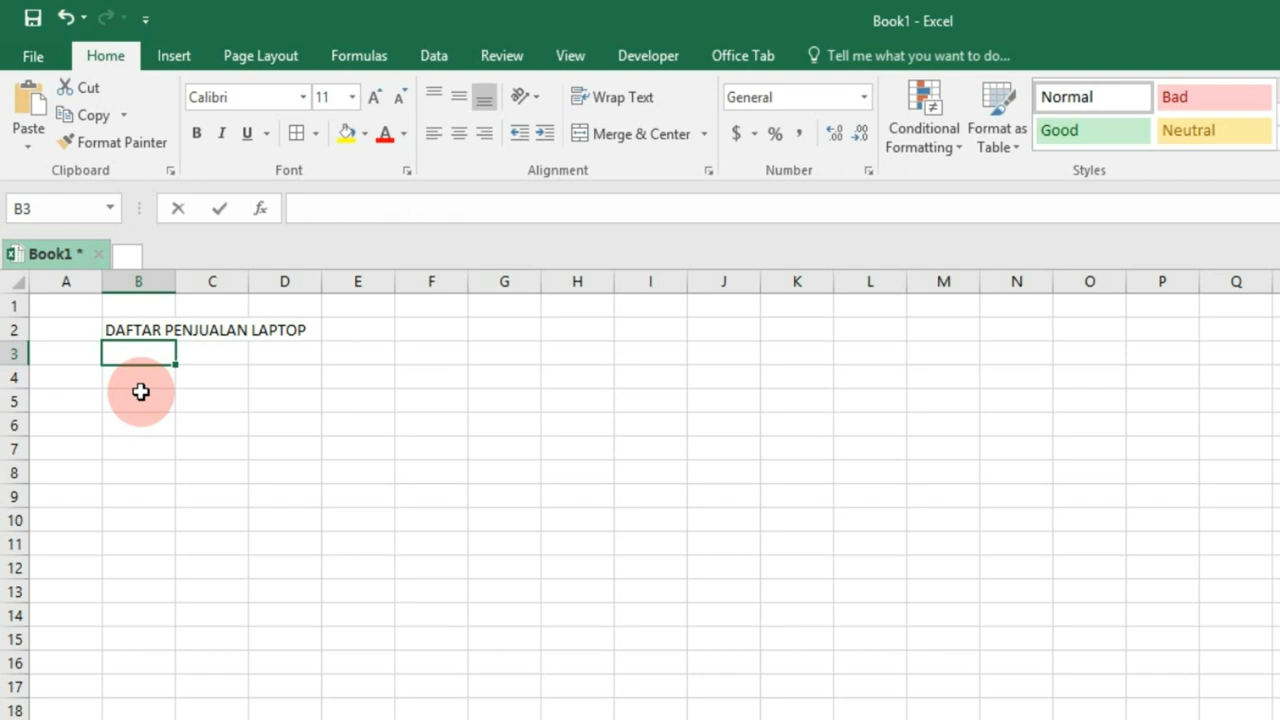 Book1 - Excel
File Home Insert Page Layout Formulas Data Review View Developer Office Tab Tell me what you want to do...
Paste
Cut
Copy
Format Painter
Clipboard
Calibri 11 A A
B I U A
Font
Wrap Text
Merge & Center
Alignment
General
$ % , .00 .0
Number
Conditional Formatting
Format as Table
Normal Bad
Good Neutral
Styles
B3 fx
Book1 *
A B C D E F G H I J K L M N O P Q
1
2 DAFTAR PENJUALAN LAPTOP
3
4
5
6
7
8
9
10
11
12
13
14
15
16
17
18